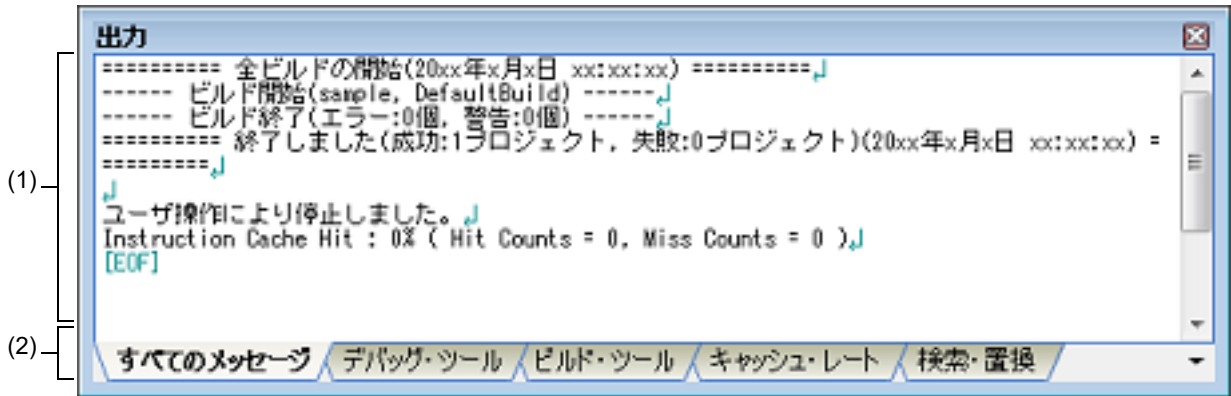 出力
========== 全ビルドの開始(20xx年x月x日 xx:xx:xx) ==========↲
------ ビルド開始(sample, DefaultBuild) ------↲
------ ビルド終了(エラー:0個, 警告:0個) ------↲
========== 終了しました(成功:1プロジェクト, 失敗:0プロジェクト)(20xx年x月x日 xx:xx:xx) =
=========↲
↲
(1)
ユーザ操作により停止しました。↲
Instruction Cache Hit : 0% ( Hit Counts = 0, Miss Counts = 0 )↲
[EOF]
(2)
すべてのメッセージ デバッグ・ツール ビルド・ツール キャッシュ・レート 検索・置換